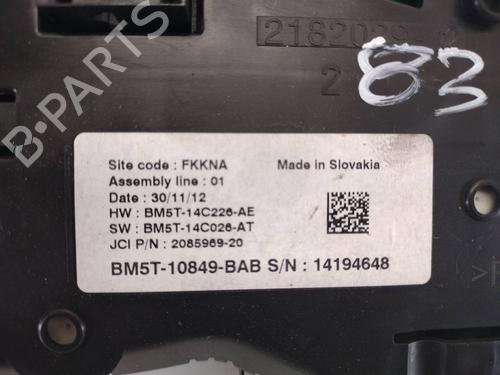 B-PARTS
83
Site code : FKKNA Made in Slovakia
Assembly line : 01
Date : 30/11/12
HW : BM5T-14C226-AE
SW : BM5T-14C026-AT
JCI P/N : 2085969-20
BM5T-10849-BAB S/N : 14194648